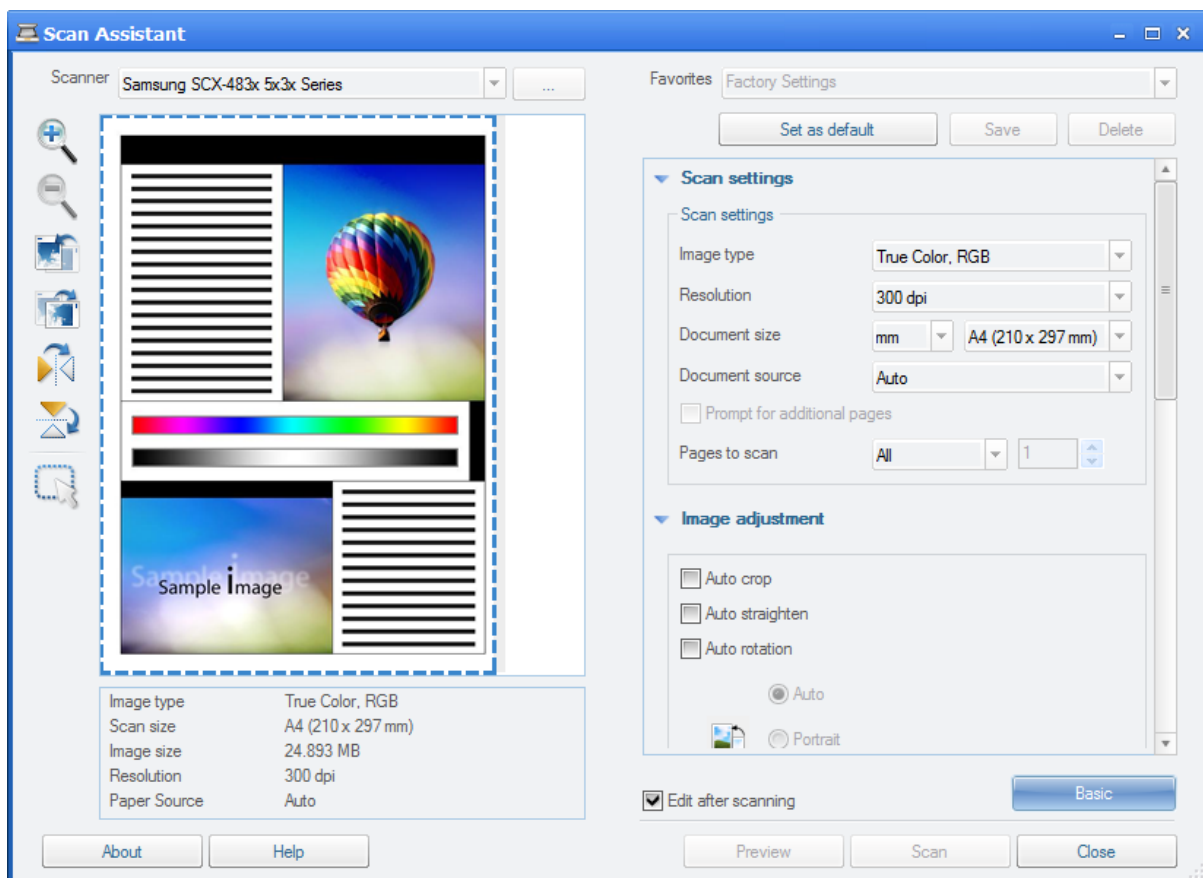 Scan Assistant
Scanner
Samsung SCX-483x 5x3x Series
...
Sample image
Sample image
Image type True Color, RGB
Scan size A4 (210 x 297 mm)
Image size 24.893 MB
Resolution 300 dpi
Paper Source Auto
About
Help
Favorites
Factory Settings
Set as default
Save
Delete
Scan settings
Scan settings
Image type True Color, RGB
Resolution 300 dpi
Document size mm A4 (210 x 297 mm)
Document source Auto
Prompt for additional pages
Pages to scan All 1
Image adjustment
Auto crop
Auto straighten
Auto rotation
Auto
Portrait
Edit after scanning
Basic
Preview
Scan
Close